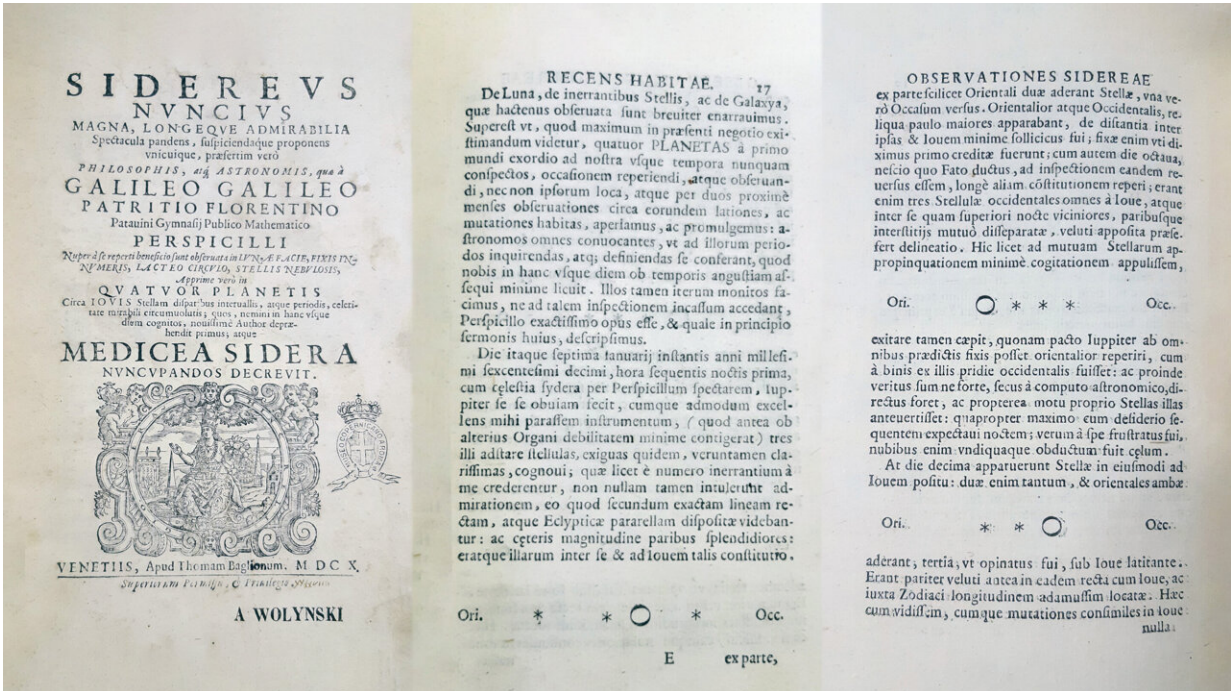 SIDEREVS
NVNCIVS
MAGNA, LONGEQVE ADMIRABILIA
Spectacula pandens, suspiciendaque proponens
vnicuique, præsertim verò
PHILOSOPHIS, atq; ASTRONOMIS, quæ à
GALILEO GALILEO
PATRITIO FLORENTINO
Patauini Gymnasij Publico Mathematico
PERSPICILLI
Nuper à se reperti beneficio sunt obseruata in LVNÆ FACIE, FIXIS IN-
NVMERIS, LACTEO CIRCVLO, STELLIS NEBVLOSIS,
Apprime verò in
QVATVOR PLANETIS
Circa IOVIS Stellam disparibus interuallis, atque periodis, celeri-
tate mirabili circumuolutis; quos, nemini in hanc vsque
diem cognitos, nouissimè Author depræ-
hendit primus; atque
MEDICEA SIDERA
NVNCVPANDOS DECREVIT.
VENETIIS, Apud Thomam Baglionum. M DC X.
Superiorum Permissu, & Priuilegio
A WOLYNSKI
RECENS HABITAE. 17
De Luna, de inerrantibus Stellis, ac de Galaxya,
quæ hactenus obseruata sunt breuiter enarrauimus.
Superest vt, quod maximum in præsenti negotio exi-
stimandum videtur, quatuor PLANETAS à primo
mundi exordio ad nostra vsque tempora nunquam
conspectos, occasionem reperiendi, atque obseruan-
di, nec non ipsorum loca, atque per duos proximè
menses obseruationes circa eorundem lationes, ac
mutationes habitas, aperiamus, ac promulgemus: a-
stronomos omnes conuocantes, vt ad illorum perio-
dos inquirendas, atq; definiendas se conferant, quod
nobis in hanc vsque diem ob temporis angustiam as-
sequi minime licuit. Illos tamen iterum monitos fa-
cimus, ne ad talem inspectionem incassum accedant,
Perspicillo exactissimo opus esse, & quale in principio
sermonis huius, descripsimus.
Die itaque septima Ianuarij instantis anni millesi-
mi sexcentesimi decimi, hora sequentis noctis prima,
cum cęlestia sydera per Perspicillum spectarem, Iup-
piter se se obuiam fecit, cumque admodum excel-
lens mihi parassem instrumentum, (quod antea ob
alterius Organi debilitatem minime contigerat) tres
illi adstare stellulas, exiguas quidem, veruntamen cla-
rissimas, cognoui; quæ licet è numero inerrantium à
me crederentur, non nullam tamen intulerunt ad-
mirationem, eo quod secundum exactam lineam re-
ctam, atque Eclypticæ pararellam dispositæ videban-
tur: ac cęteris magnitudine paribus splendidiores:
eratque illarum inter se & ad Iouem talis constitutio.
Ori. * * O * Occ.
E ex parte,
OBSERVATIONES SIDEREAE
ex parte scilicet Orientali duæ aderant Stellæ, vna ve-
rò Occasum versus. Orientalior atque Occidentalis, re-
liqua paulo maiores apparabant, de distantia inter
ipsas & Iouem minime sollicitus fui; fixæ enim vti di-
ximus primo creditæ fuerunt; cum autem die octaua,
nescio quo Fato ductus, ad inspectionem eandem re-
uersus essem, longè aliam cōstitutionem reperi; erant
enim tres Stellulæ occidentales omnes à Ioue, atque
inter se quam superiori nocte viciniores, paribusque
interstitijs mutuò disseparatæ, veluti apposita præse-
fert delineatio. Hic licet ad mutuam Stellarum ap-
propinquationem minimè cogitationem appulissem,
Ori. O * * * Occ.
exitare tamen cæpit, quonam pacto Iuppiter ab om-
nibus prædictis fixis posset orientalior reperiri, cum
à binis ex illis pridie occidentalis fuisset: ac proinde
veritus sum ne forte, secus à computo astronomico, di-
rectus foret, ac propterea motu proprio Stellas illas
anteuertisset: quapropter maximo cum desiderio se-
quentem expectaui noctem; verum à spe frustratus sui,
nubibus enim vndiquaque obductum fuit cęlum.
At die decima apparuerunt Stellæ in eiusmodi ad
Iouem positu: duæ enim tantum, & orientales ambæ
Ori. * * O Occ.
aderant, tertia, vt opinatus fui, sub Ioue latitante.
Erant pariter veluti antea in eadem recta cum Ioue, ac
iuxta Zodiaci longitudinem adamussim locatæ. Hæc
cum vidissem, cumque mutationes consimiles in Ioue
nulla